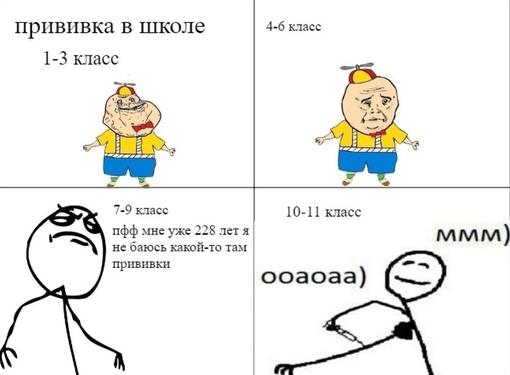 прививка в школе
1-3 класс
4-6 класс
7-9 класс
пфф мне уже 228 лет я
не баюсь какой-то там
прививки
10-11 класс
ммм)
ооаоаа)